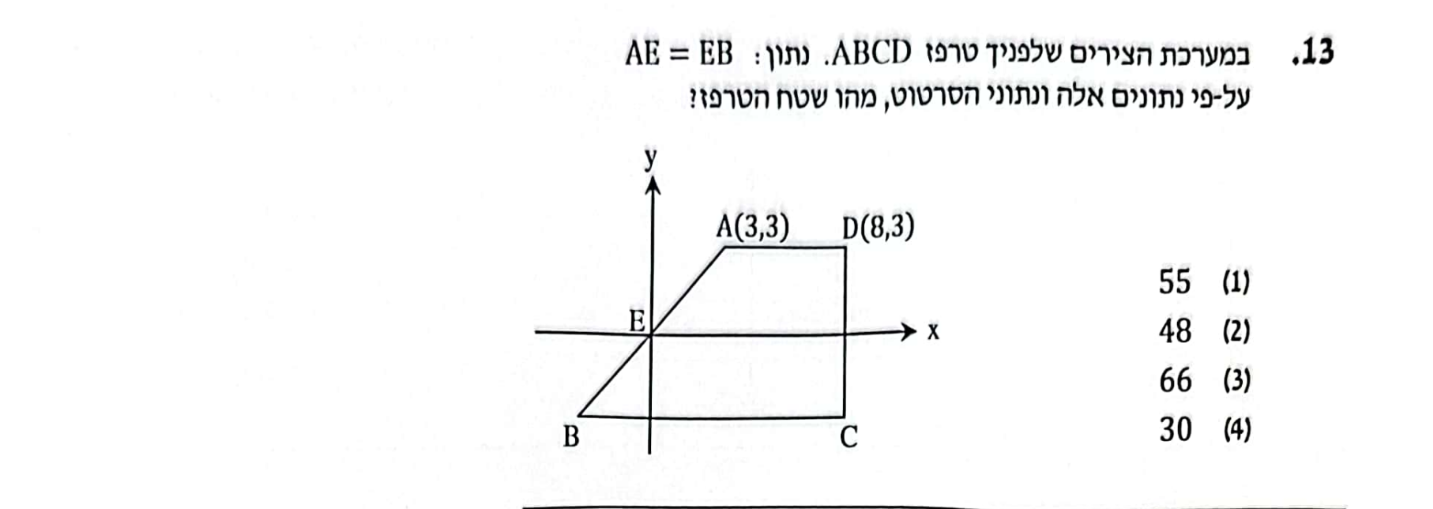 13. במערכת הצירים שלפניך טרפז ABCD. נתון: AE = EB
על-פי נתונים אלה ונתוני הסרטוט, מהו שטח הטרפז?
y
A(3,3) D(8,3)
E
x
B C
(1) 55
(2) 48
(3) 66
(4) 30